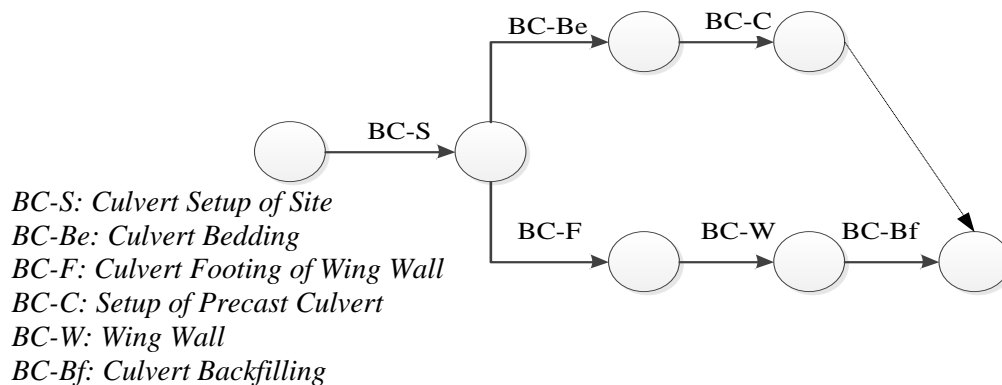 BC-Be
BC-C
BC-S
BC-F
BC-W
BC-Bf
BC-S: Culvert Setup of Site
BC-Be: Culvert Bedding
BC-F: Culvert Footing of Wing Wall
BC-C: Setup of Precast Culvert
BC-W: Wing Wall
BC-Bf: Culvert Backfilling